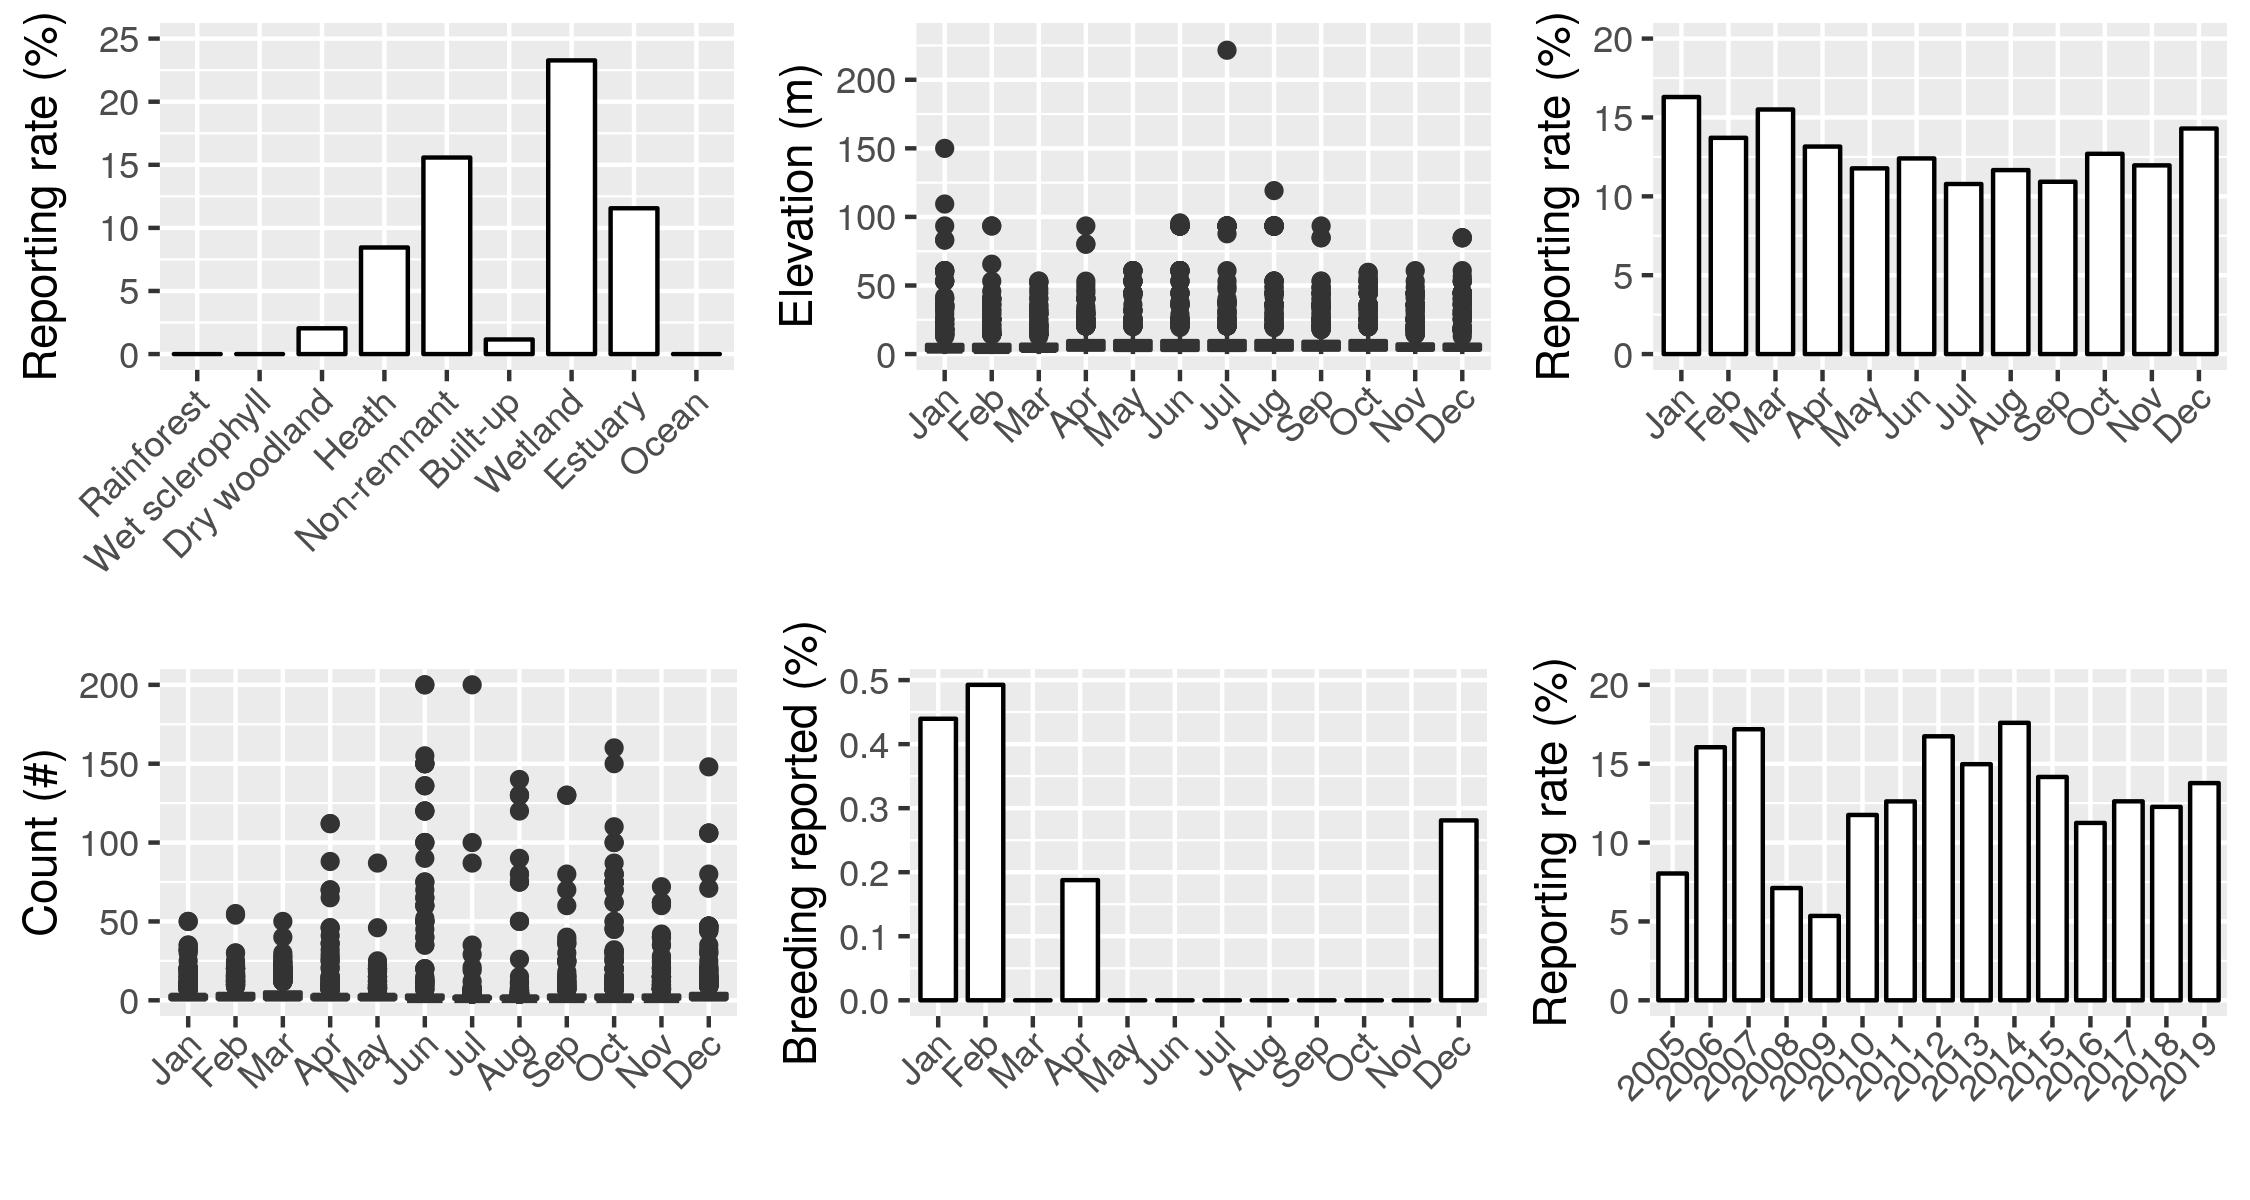 Reporting rate (%)
25
20
15
10
5
0
Rainforest
Wet sclerophyll
Dry woodland
Heath
Non-remnant
Built-up
Wetland
Estuary
Ocean
Elevation (m)
200
150
100
50
0
Jan
Feb
Mar
Apr
May
Jun
Jul
Aug
Sep
Oct
Nov
Dec
Reporting rate (%)
20
15
10
5
0
Jan
Feb
Mar
Apr
May
Jun
Jul
Aug
Sep
Oct
Nov
Dec
Count (#)
200
150
100
50
0
Jan
Feb
Mar
Apr
May
Jun
Jul
Aug
Sep
Oct
Nov
Dec
Breeding reported (%)
0.5
0.4
0.3
0.2
0.1
0.0
Jan
Feb
Mar
Apr
May
Jun
Jul
Aug
Sep
Oct
Nov
Dec
Reporting rate (%)
20
15
10
5
0
2005
2006
2007
2008
2009
2010
2011
2012
2013
2014
2015
2016
2017
2018
2019